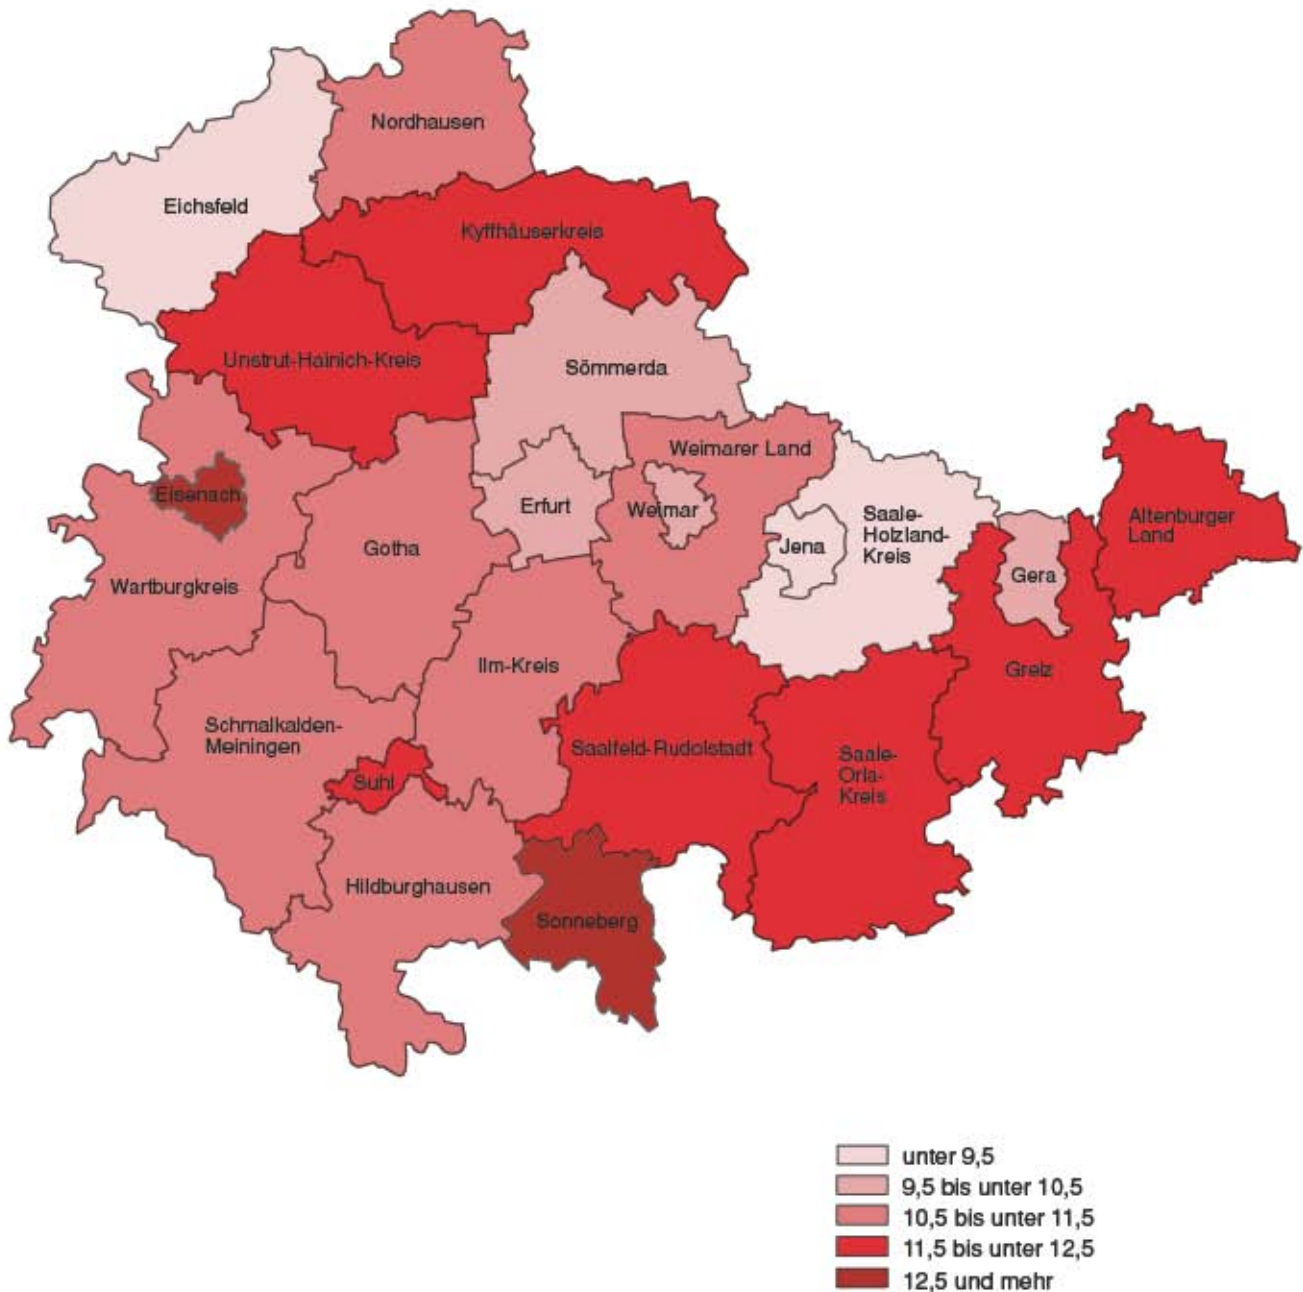 Nordhausen
Eichsfeld
Kyffhäuserkreis
Unstrut-Hainich-Kreis
Sömmerda
Weimarer Land
Eisenach
Erfurt
Weimar
Saale-
Holzland-
Kreis
Altenburger
Land
Gotha
Jena
Gera
Wartburgkreis
Ilm-Kreis
Greiz
Schmalkalden-
Meiningen
Saalfeld-Rudolstadt
Saale-
Orla-
Kreis
Suhl
Hildburghausen
Sonneberg
unter 9,5
9,5 bis unter 10,5
10,5 bis unter 11,5
11,5 bis unter 12,5
12,5 und mehr